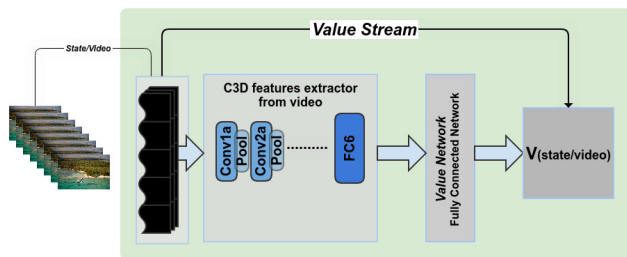 Value Stream
State/Video
C3D features extractor
from video
Conv1a
Pool
Conv2a
Pool
FC6
Value Network
Fully Connected Network
V(state/video)